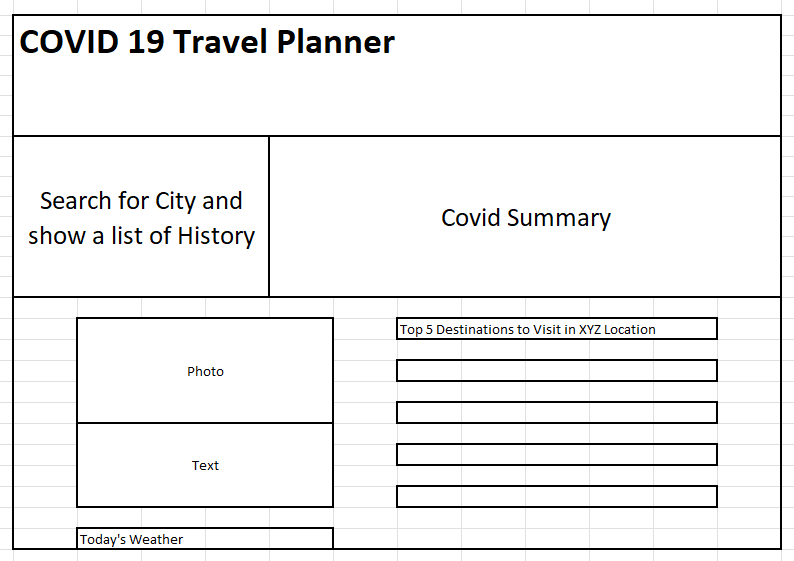 COVID 19 Travel Planner
Search for City and
show a list of History
Covid Summary
Photo
Text
Today's Weather
Top 5 Destinations to Visit in XYZ Location